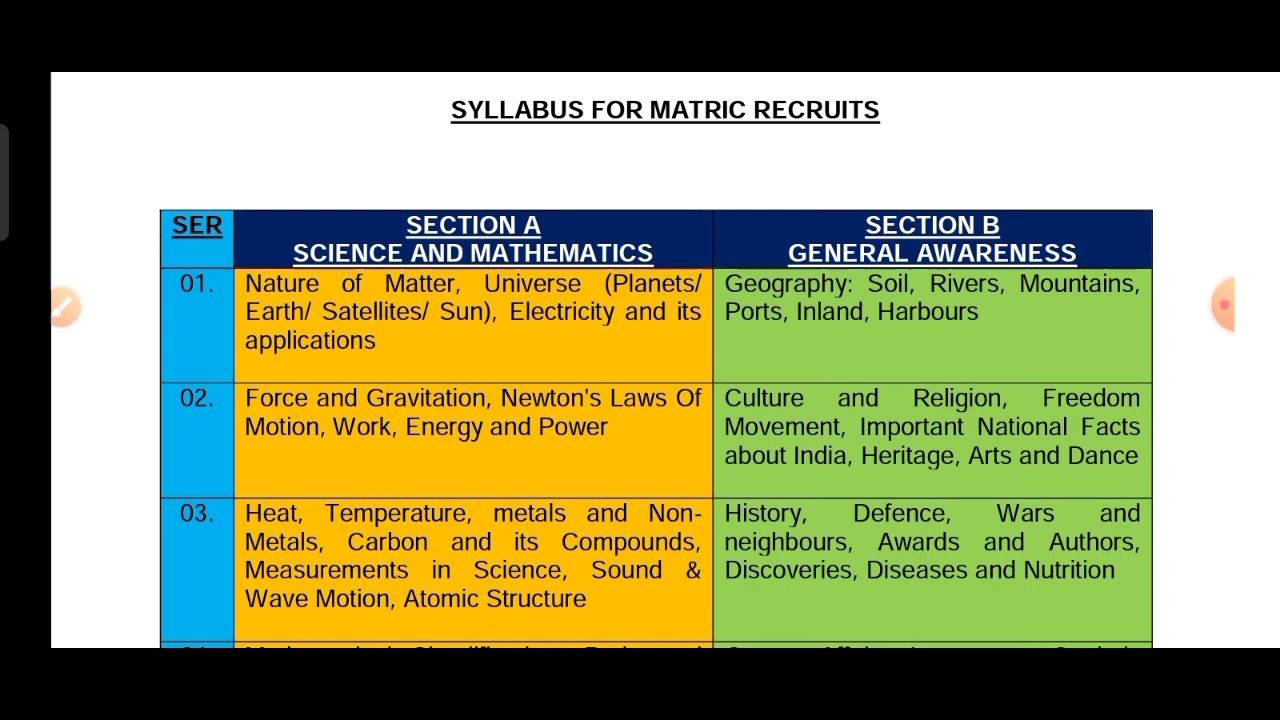 SYLLABUS FOR MATRIC RECRUITS
SER
SECTION A
SCIENCE AND MATHEMATICS
SECTION B
GENERAL AWARENESS
01.
Nature of Matter, Universe (Planets/
Earth/ Satellites/ Sun), Electricity and its
applications
Geography: Soil, Rivers, Mountains,
Ports, Inland, Harbours
02.
Force and Gravitation, Newton's Laws Of
Motion, Work, Energy and Power
Culture and Religion, Freedom
Movement, Important National Facts
about India, Heritage, Arts and Dance
03.
Heat, Temperature, metals and Non-
Metals, Carbon and its Compounds,
Measurements in Science, Sound &
Wave Motion, Atomic Structure
History, Defence, Wars and
neighbours, Awards and Authors,
Discoveries, Diseases and Nutrition